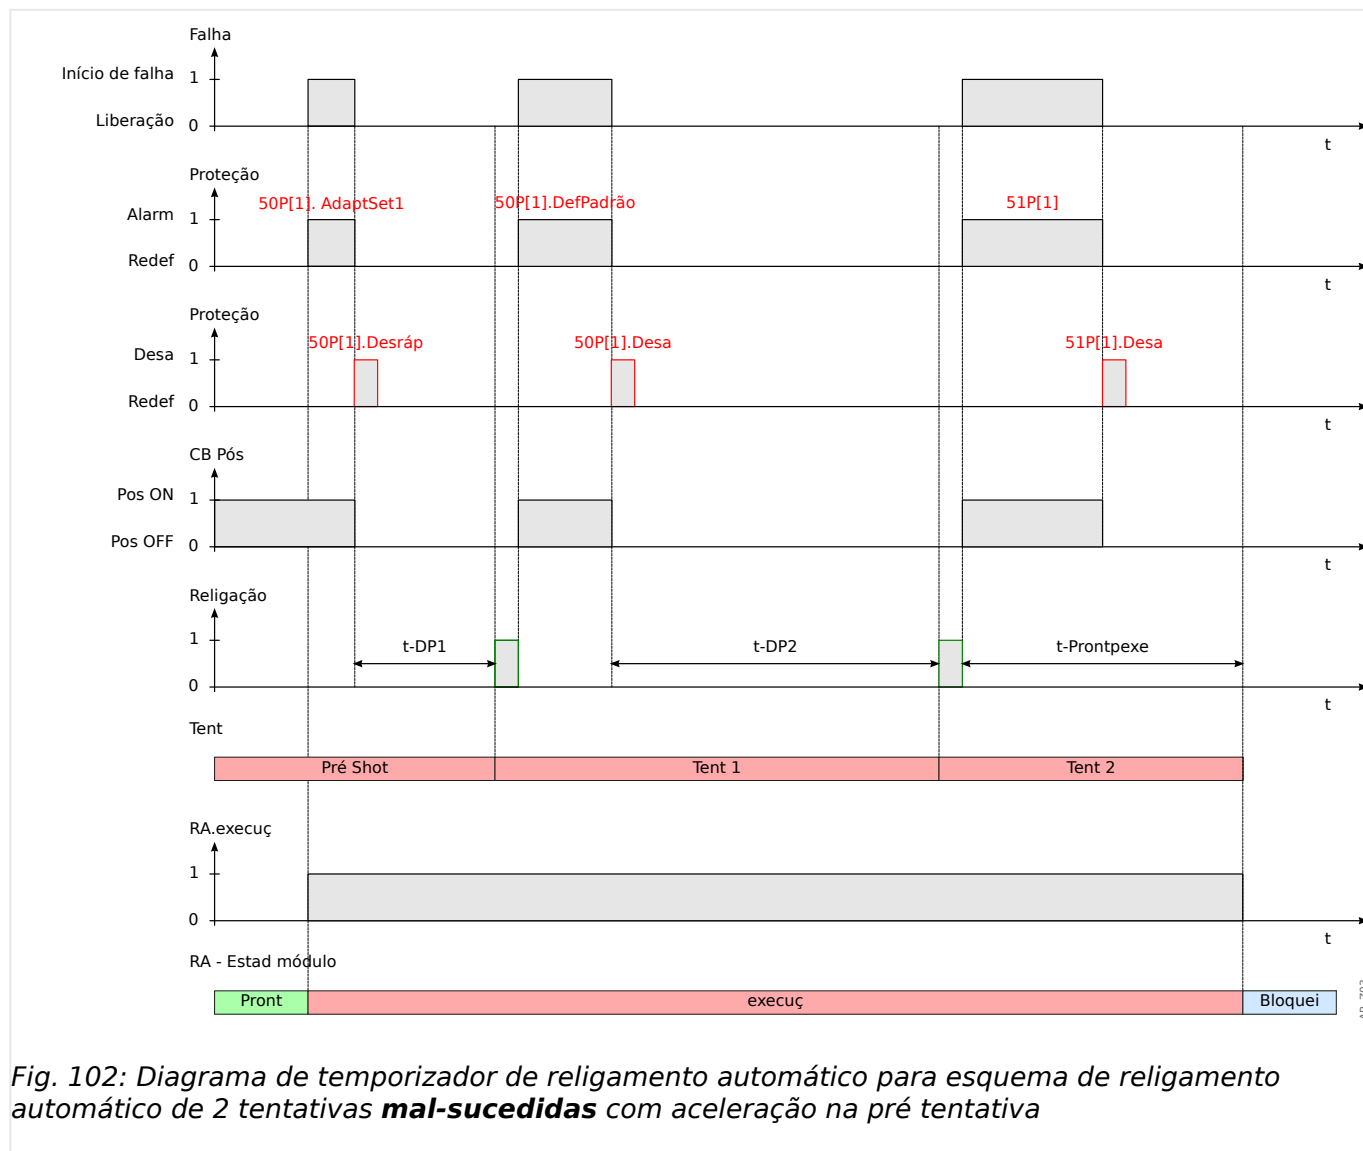 Falha
Início de falha 1
Liberação 0
t
Proteção
50P[1]. AdaptSet1 50P[1].DefPadrão 51P[1]
Alarm 1
Redef 0
t
Proteção
50P[1].Desráp 50P[1].Desa 51P[1].Desa
Desa 1
Redef 0
t
CB Pós
Pos ON 1
Pos OFF 0
t
Religação
1 t-DP1 t-DP2 t-Prontpexe
0
t
Tent
Pré Shot Tent 1 Tent 2
RA.execuç
1
0
t
RA - Estad módulo
Pront execuç Bloquei
Fig. 102: Diagrama de temporizador de religamento automático para esquema de religamento
automático de 2 tentativas mal-sucedidas com aceleração na pré tentativa